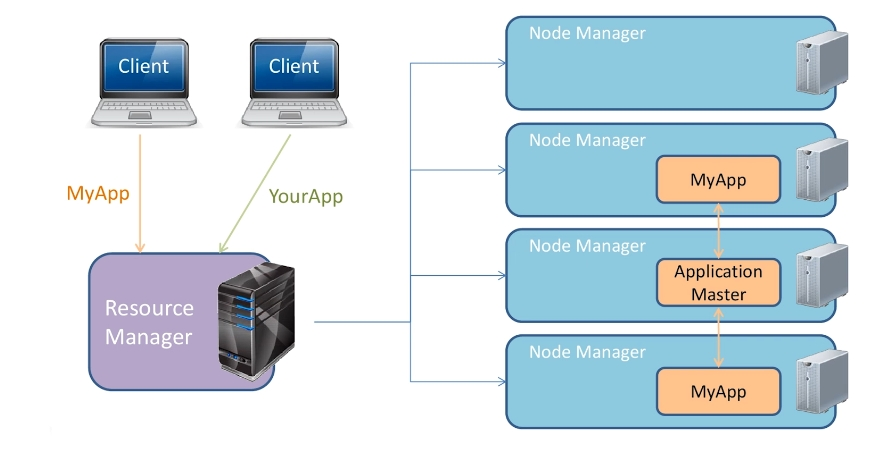 Client
Client
MyApp
YourApp
Resource
Manager
Node Manager
Node Manager
MyApp
Node Manager
Application
Master
Node Manager
MyApp